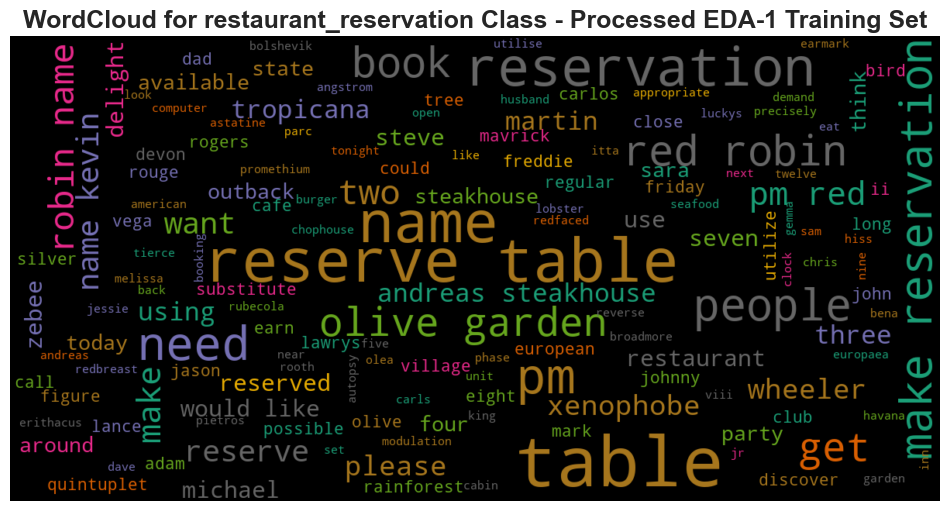 WordCloud for restaurant_reservation Class - Processed EDA-1 Training Set
bolshevik
utilise
earmark
dad
state
book
reservation
bird
available
look
angstrom
computer
tropicana
tree
husband
carlos
appropriate
demand
precisely
think
delight
robin name
name kevin
astatine
parc
open
martin
close
luckys
eat
rogers
steve
mavrick
devon
tonight
like
freddie
itta
red robin
rouge
promethium
could
regular
sara
next
twelve
outback
two
steakhouse
friday
pm red
ii
american
burger
cafe
vega
want
name
lobster
redfaced
seafood
use
utilize
gemma
sam
long
make reservation
tierce
chophouse
seven
hiss
silver
booking
reserve table
clock
nine
chris
melissa
back
substitute
andreas steakhouse
people
john
jessie
rubecola
using
reverse
bena
zebee
earn
olive garden
broadmore
three
today
need
lawrys
five
european
europaea
andreas
near
olea
phase
restaurant
redbreast
jason
rooth
village
pm
call
make
reserved
autopsy
carls
unit
eight
johnny
viii
wheeler
figure
would like
xenophobe
king
club
havana
erithacus
pietros
lance
possible
olive
four
mark
party
jr
get
around
set
modulation
reserve
dave
adam
please
table
inn
quintuplet
rainforest
cabin
discover
garden
michael